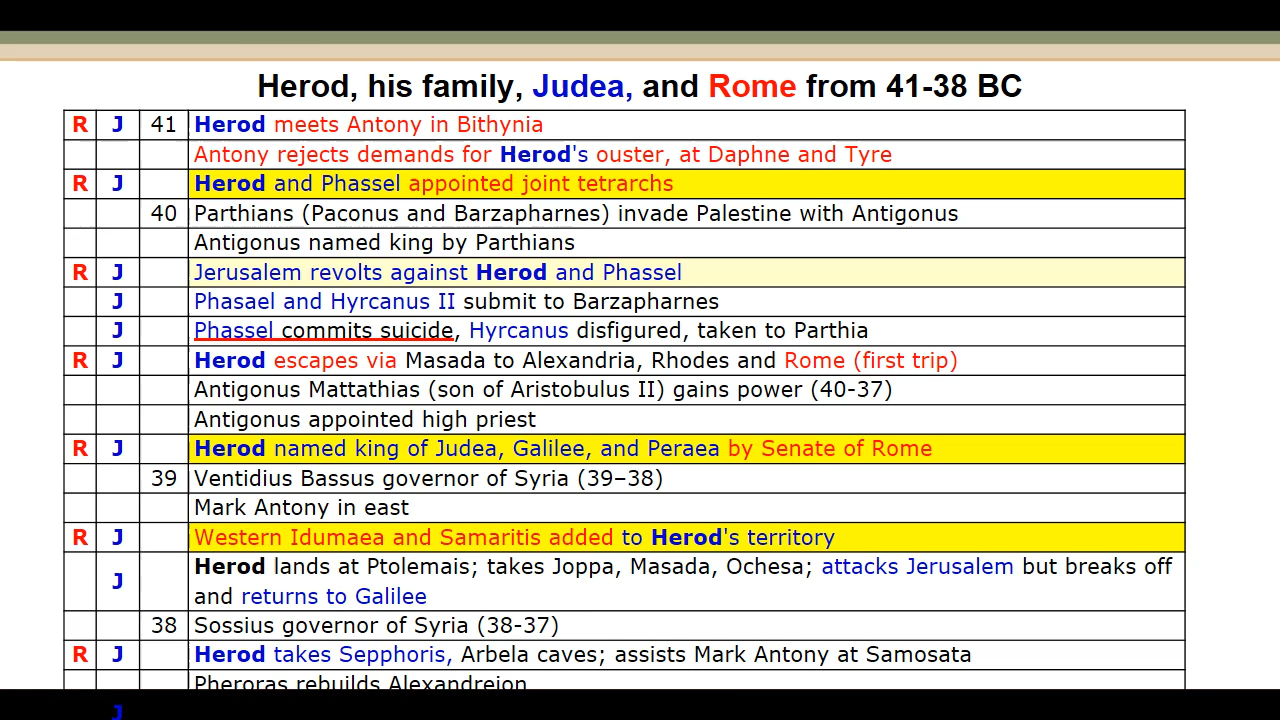 Herod, his family, Judea, and Rome from 41-38 BC
R J 41 Herod meets Antony in Bithynia
Antony rejects demands for Herod's ouster, at Daphne and Tyre
R J Herod and Phassel appointed joint tetrarchs
40 Parthians (Paconus and Barzapharnes) invade Palestine with Antigonus
Antigonus named king by Parthians
R J Jerusalem revolts against Herod and Phassel
J Phasael and Hyrcanus II submit to Barzapharnes
J Phassel commits suicide, Hyrcanus disfigured, taken to Parthia
R J Herod escapes via Masada to Alexandria, Rhodes and Rome (first trip)
Antigonus Mattathias (son of Aristobulus II) gains power (40-37)
Antigonus appointed high priest
R J Herod named king of Judea, Galilee, and Peraea by Senate of Rome
39 Ventidius Bassus governor of Syria (39–38)
Mark Antony in east
R J Western Idumaea and Samaritis added to Herod's territory
J Herod lands at Ptolemais; takes Joppa, Masada, Ochesa; attacks Jerusalem but breaks off
and returns to Galilee
38 Sossius governor of Syria (38-37)
R J Herod takes Sepphoris, Arbela caves; assists Mark Antony at Samosata
Pheroras rebuilds Alexandreion
J